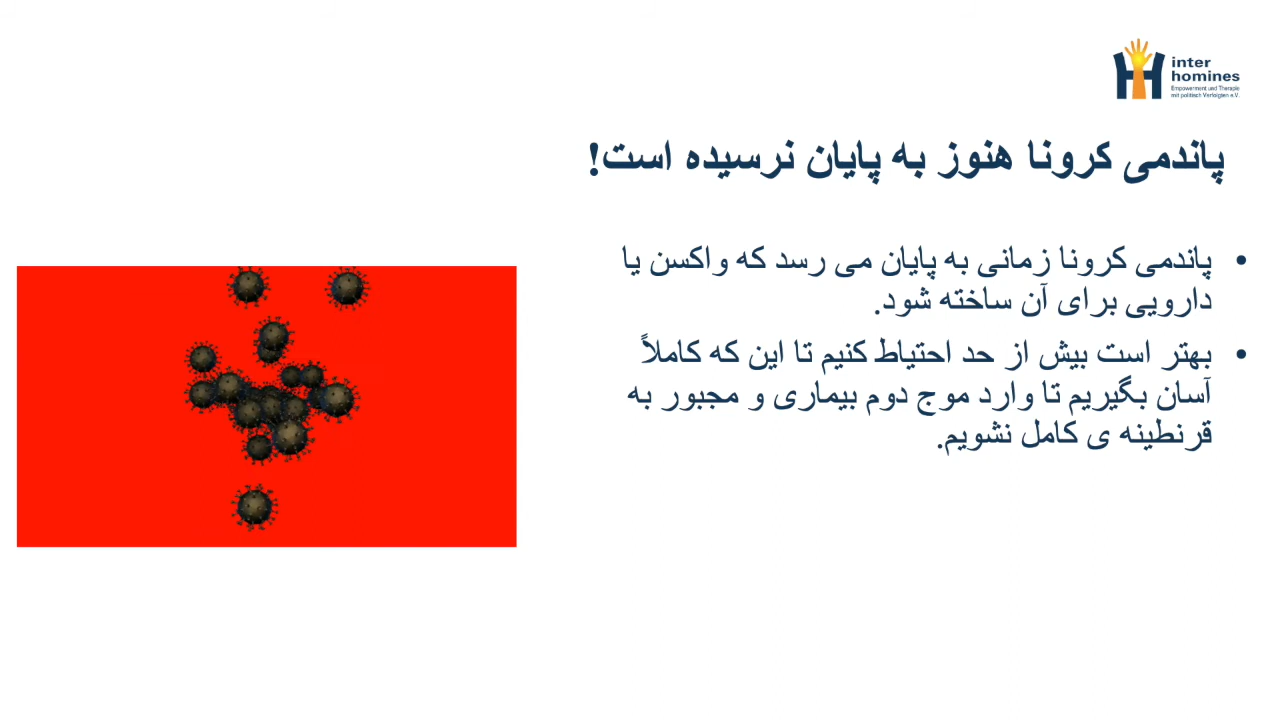 inter
homines
Empowerment und Therapie
mit politisch Verfolgten e.V.
پاندمی کرونا هنوز به پایان نرسیده است!
• پاندمی کرونا زمانی به پایان می رسد که واکسن یا
دارویی برای آن ساخته شود.
• بهتر است بیش از حد احتیاط کنیم تا این که کاملاً
آسان بگیریم تا وارد موج دوم بیماری و مجبور به
قرنطینه ی کامل نشویم.